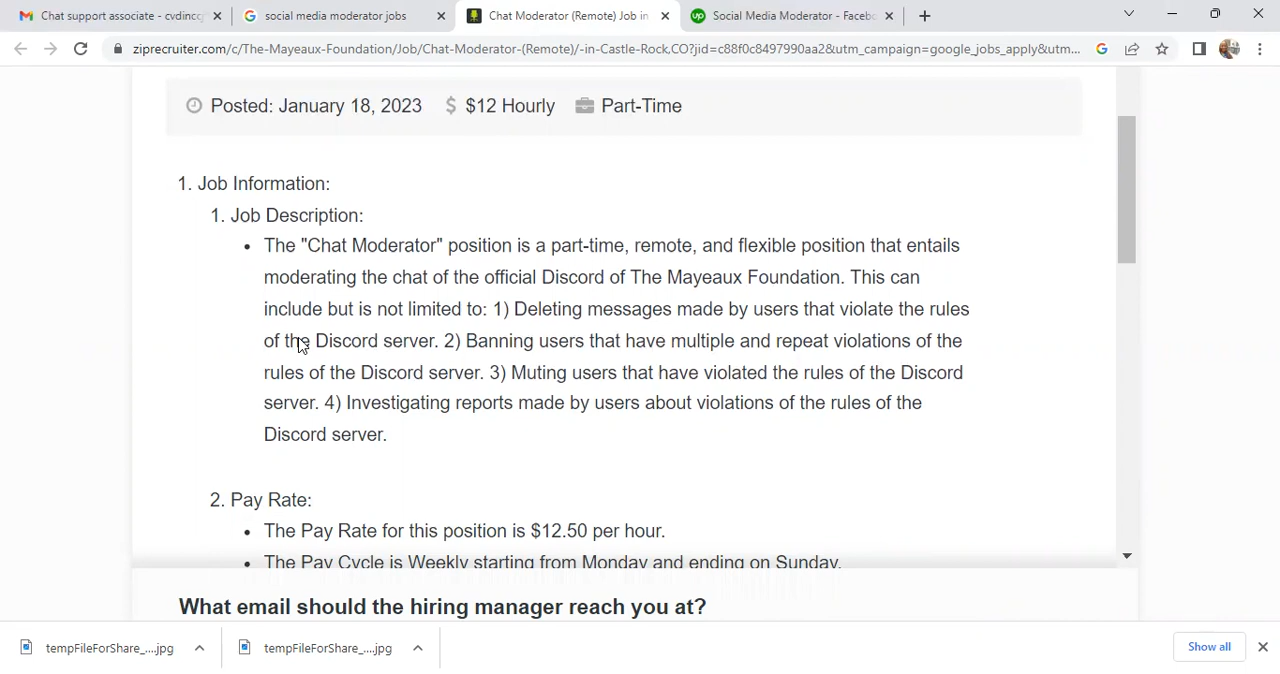 Chat support associate - cvdincc
social media moderator jobs
Chat Moderator (Remote) Job in
Social Media Moderator - Faceb
ziprecruiter.com/c/The-Mayeaux-Foundation/Job/Chat-Moderator-(Remote)/-in-Castle-Rock,CO?jid=c88f0c8497990aa2&utm_campaign=google_jobs_apply&utm...
Posted: January 18, 2023 $ $12 Hourly Part-Time
1. Job Information:
1. Job Description:
• The "Chat Moderator" position is a part-time, remote, and flexible position that entails
moderating the chat of the official Discord of The Mayeaux Foundation. This can
include but is not limited to: 1) Deleting messages made by users that violate the rules
of the Discord server. 2) Banning users that have multiple and repeat violations of the
rules of the Discord server. 3) Muting users that have violated the rules of the Discord
server. 4) Investigating reports made by users about violations of the rules of the
Discord server.
2. Pay Rate:
• The Pay Rate for this position is $12.50 per hour.
• The Pay Cycle is Weekly starting from Monday and ending on Sunday.
What email should the hiring manager reach you at?
tempFileForShare_....jpg
tempFileForShare_....jpg
Show all